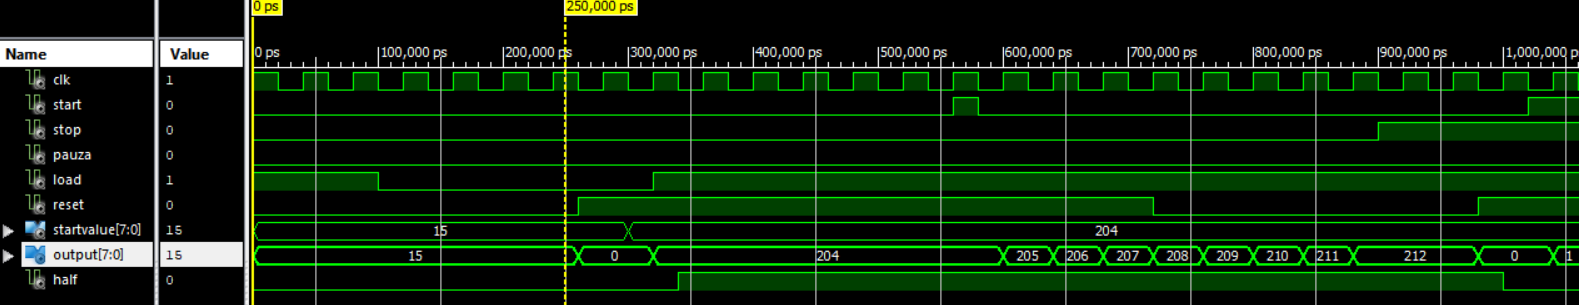 0 ps 250,000 ps
Name Value 0 ps 100,000 ps 200,000 ps 300,000 ps 400,000 ps 500,000 ps 600,000 ps 700,000 ps 800,000 ps 900,000 ps 1,000,000 p
clk 1
start 0
stop 0
pauza 0
load 1
reset 0
startvalue[7:0] 15 15 204
output[7:0] 15 15 0 204 205 206 207 208 209 210 211 212 0 1
half 0